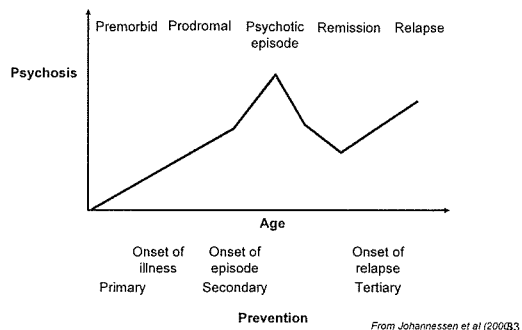 Premorbid Prodromal Psychotic Remission Relapse
episode
Psychosis
Age
Onset of Onset of Onset of
illness episode relapse
Primary Secondary Tertiary
Prevention
From Johannessen et al